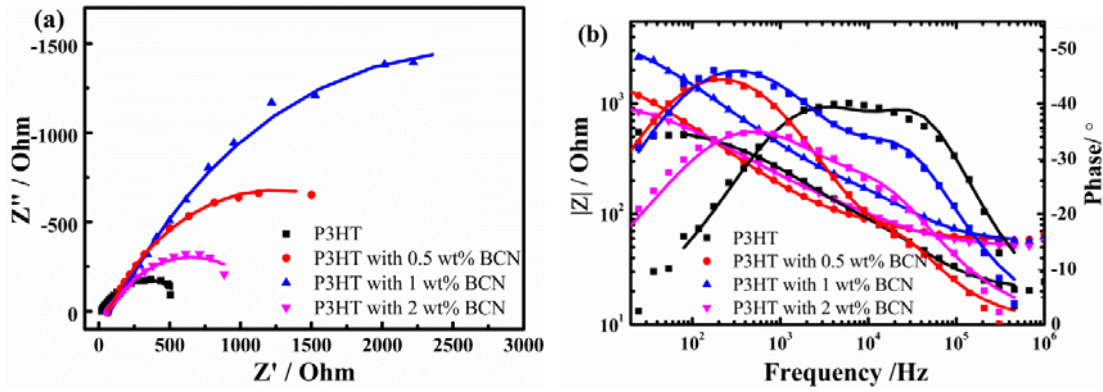 (a)
-1500
-1000
-500
0
Z'' / Ohm
P3HT
P3HT with 0.5 wt% BCN
P3HT with 1 wt% BCN
P3HT with 2 wt% BCN
0 500 1000 1500 2000 2500 3000
Z' / Ohm
(b)
10³
10²
10¹
|Z| / Ohm
P3HT
P3HT with 0.5 wt% BCN
P3HT with 1 wt% BCN
P3HT with 2 wt% BCN
-50
-40
-30
-20
-10
0
Phase/ °
10² 10³ 10⁴ 10⁵ 10⁶
Frequency /Hz